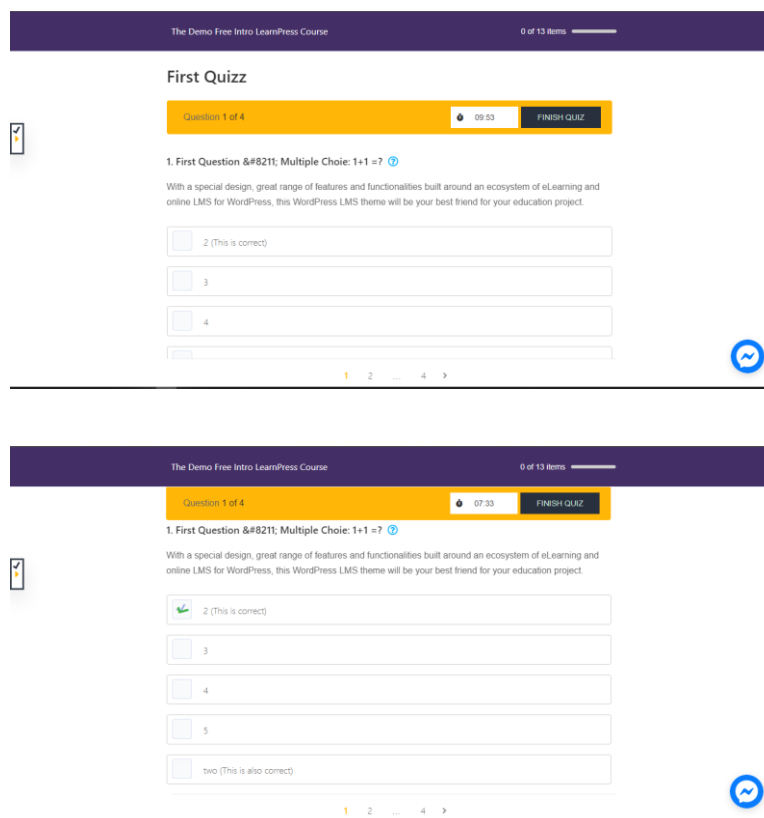 The Demo Free Intro LearnPress Course 0 of 13 items
First Quizz
Question 1 of 4 09:53 FINISH QUIZ
1. First Question &#8211; Multiple Choie: 1+1 =?
With a special design, great range of features and functionalities built around an ecosystem of eLearning and
online LMS for WordPress, this WordPress LMS theme will be your best friend for your education project.
2 (This is correct)
3
4
1 2 ... 4 >
The Demo Free Intro LearnPress Course 0 of 13 items
Question 1 of 4 07:33 FINISH QUIZ
1. First Question &#8211; Multiple Choie: 1+1 =?
With a special design, great range of features and functionalities built around an ecosystem of eLearning and
online LMS for WordPress, this WordPress LMS theme will be your best friend for your education project.
2 (This is correct)
3
4
5
two (This is also correct)
1 2 ... 4 >